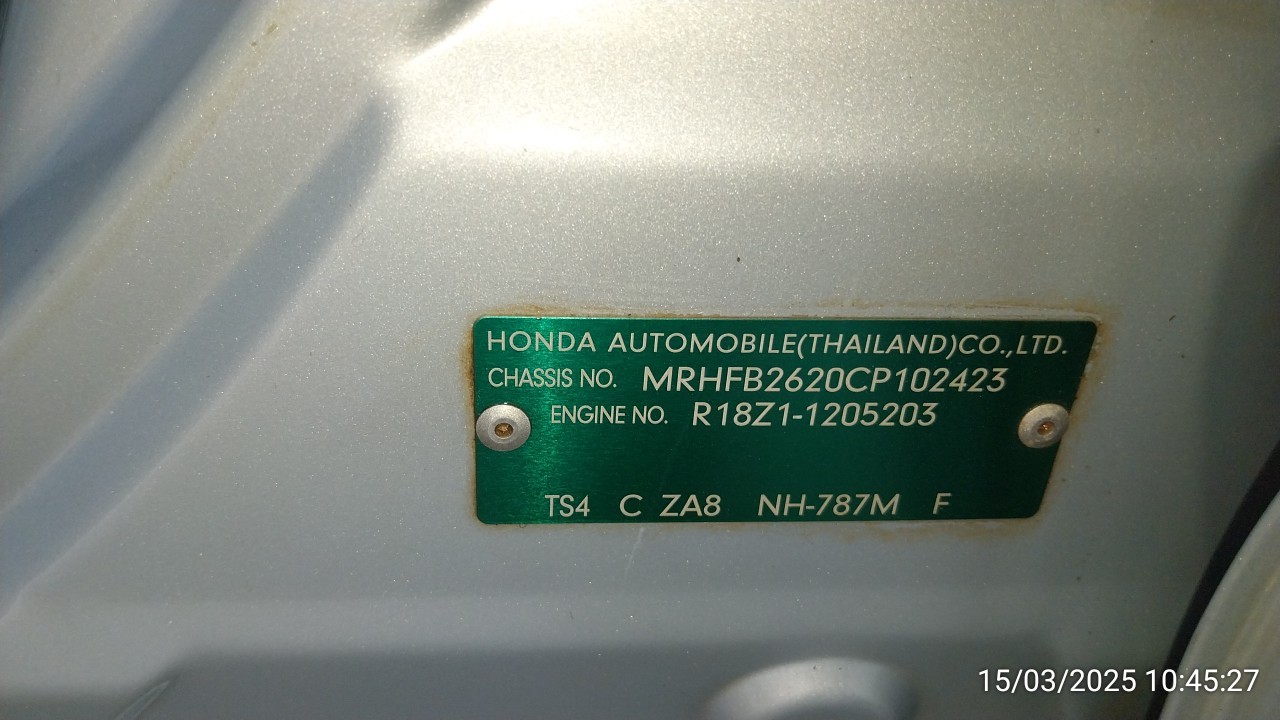 HONDA AUTOMOBILE(THAILAND)CO.,LTD.
CHASSIS NO. MRHFB2620CP102423
ENGINE NO. R18Z1-1205203
TS4 C ZA8 NH-787M F
15/03/2025 10:45:27